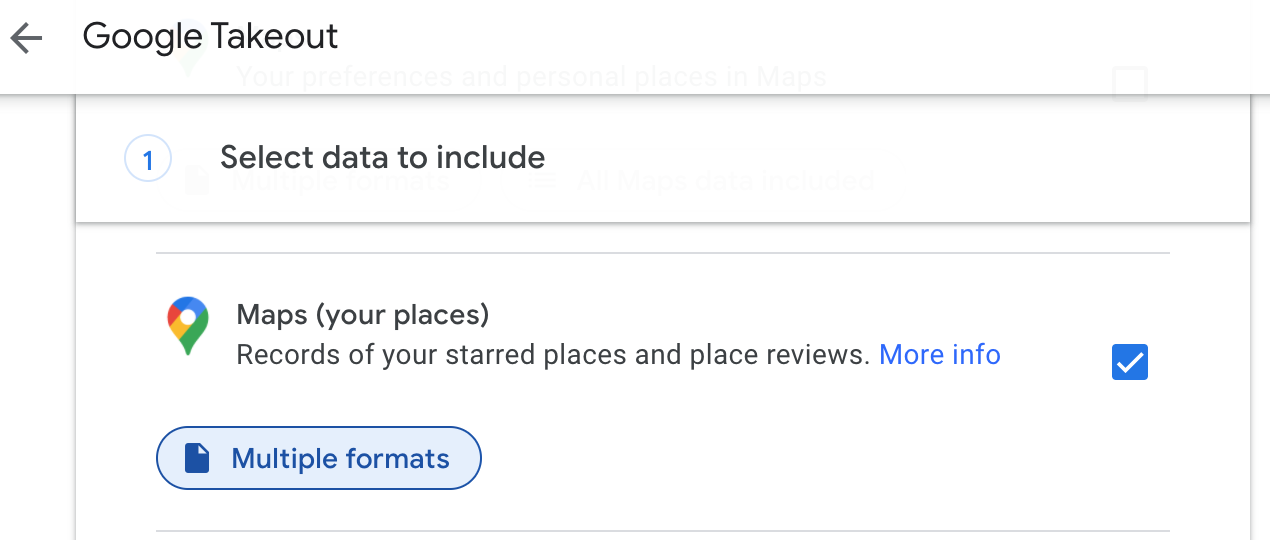 Google Takeout
Your preferences and personal places in Maps.
1 Select data to include
Multiple formats All Maps data included
Maps (your places)
Records of your starred places and place reviews. More info
Multiple formats